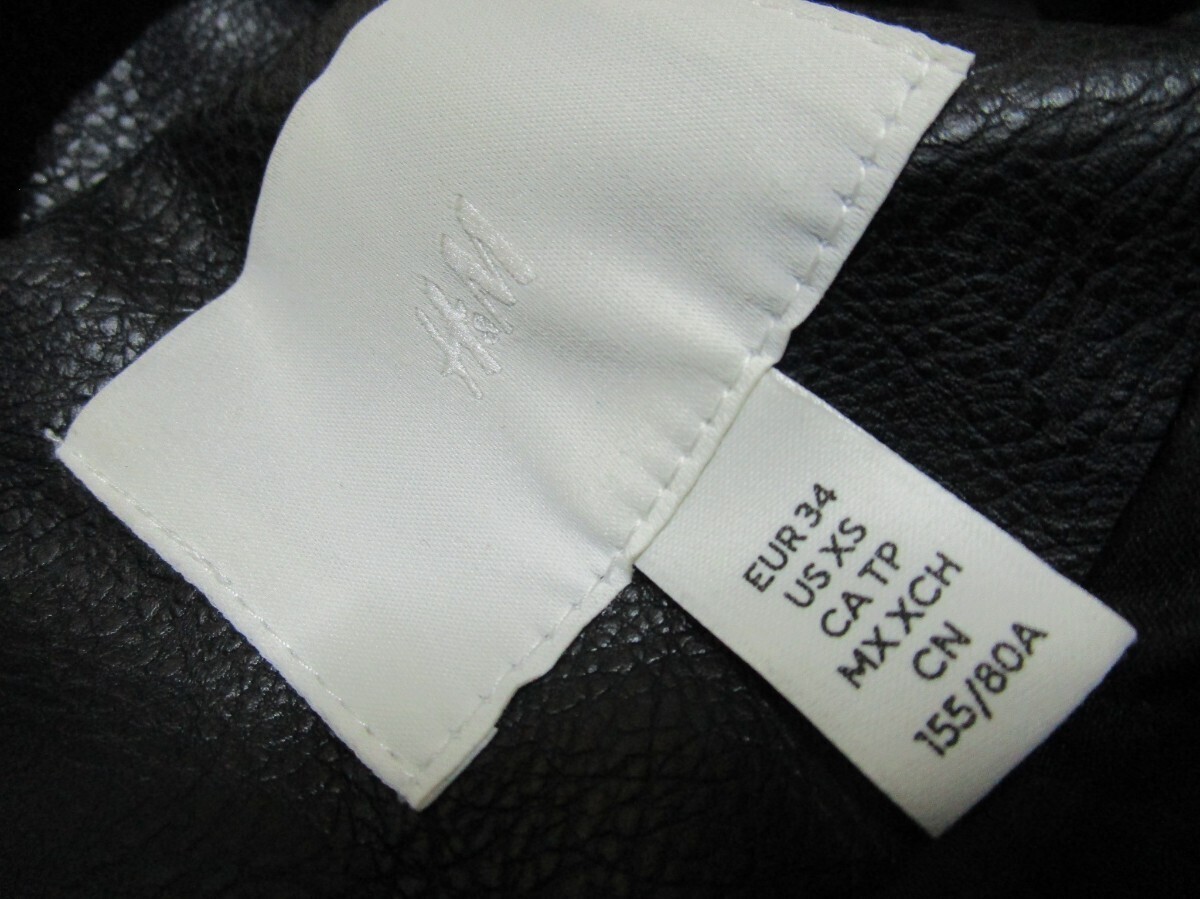 H&M
EUR 34
US XS
CA TP
MX XCH
CN
155/80A